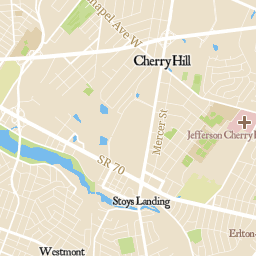 Chapel Ave W
Cherry Hill
Mercer St
Jefferson Cherry H
SR 70
Stoys Landing
Erlton-
Westmont